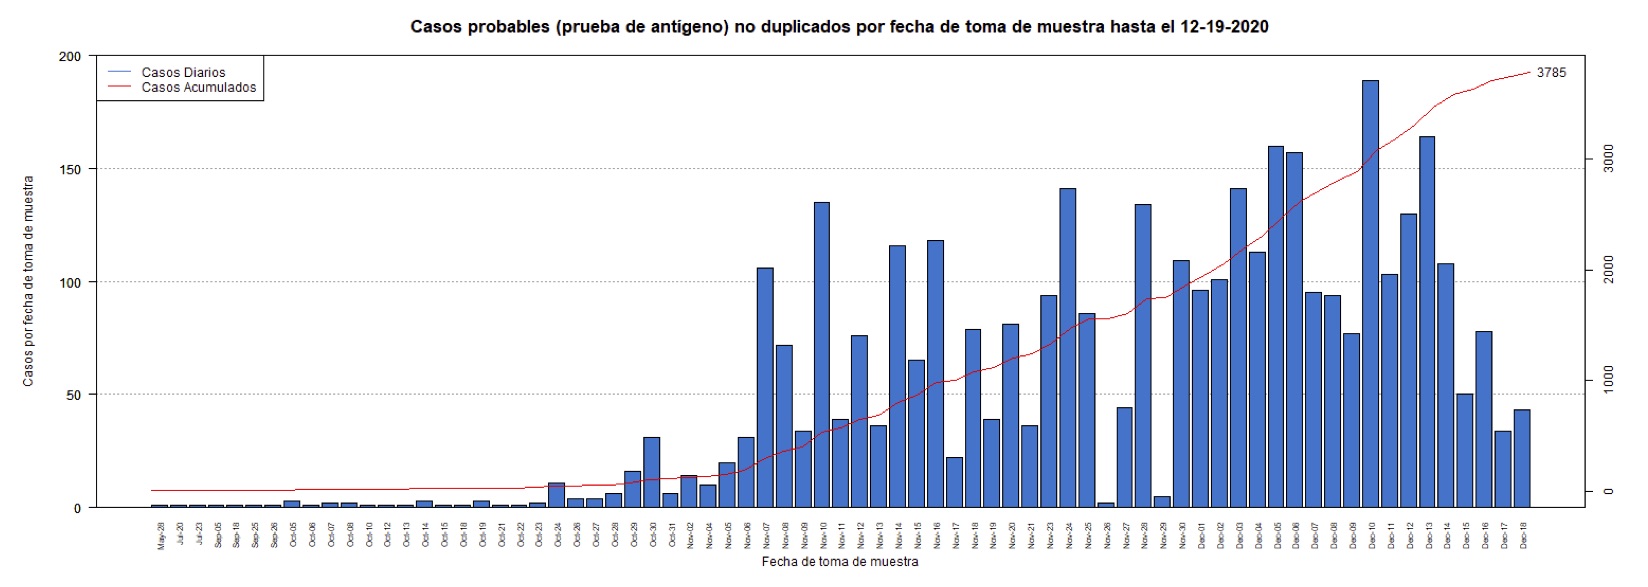 Casos probables (prueba de antígeno) no duplicados por fecha de toma de muestra hasta el 12-19-2020
Casos Diarios
Casos Acumulados
3785
Casos por fecha de toma de muestra
200
150
100
50
0
3000
2000
1000
0
May-28
Jul-20
Jul-23
Sep-05
Sep-18
Sep-25
Sep-26
Oct-05
Oct-06
Oct-07
Oct-08
Oct-10
Oct-12
Oct-13
Oct-14
Oct-15
Oct-18
Oct-19
Oct-21
Oct-22
Oct-23
Oct-24
Oct-26
Oct-27
Oct-28
Oct-29
Oct-30
Oct-31
Nov-02
Nov-04
Nov-05
Nov-06
Nov-07
Nov-08
Nov-09
Nov-10
Nov-11
Nov-12
Nov-13
Nov-14
Nov-15
Nov-16
Nov-17
Nov-18
Nov-19
Nov-20
Nov-21
Nov-22
Nov-23
Nov-24
Nov-25
Nov-26
Nov-27
Nov-28
Nov-29
Nov-30
Dec-01
Dec-02
Dec-03
Dec-04
Dec-05
Dec-06
Dec-07
Dec-08
Dec-09
Dec-10
Dec-11
Dec-12
Dec-13
Dec-14
Dec-15
Dec-16
Dec-17
Dec-18
Fecha de toma de muestra